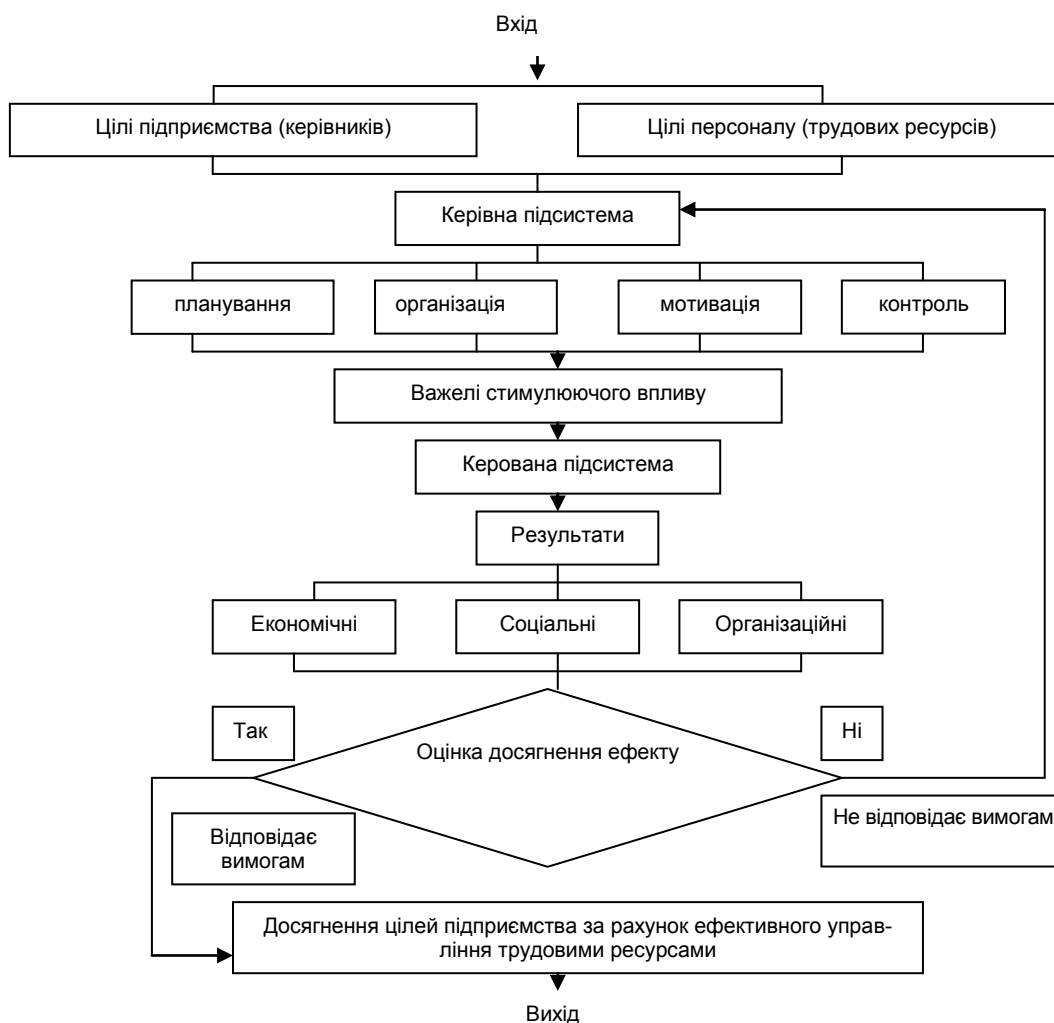 Вхід
Цілі підприємства (керівників)
Цілі персоналу (трудових ресурсів)
Керівна підсистема
планування
організація
мотивація
контроль
Важелі стимулюючого впливу
Керована підсистема
Результати
Економічні
Соціальні
Організаційні
Так
Ні
Оцінка досягнення ефекту
Відповідає
вимогам
Не відповідає вимогам
Досягнення цілей підприємства за рахунок ефективного управ-
ління трудовими ресурсами
Вихід